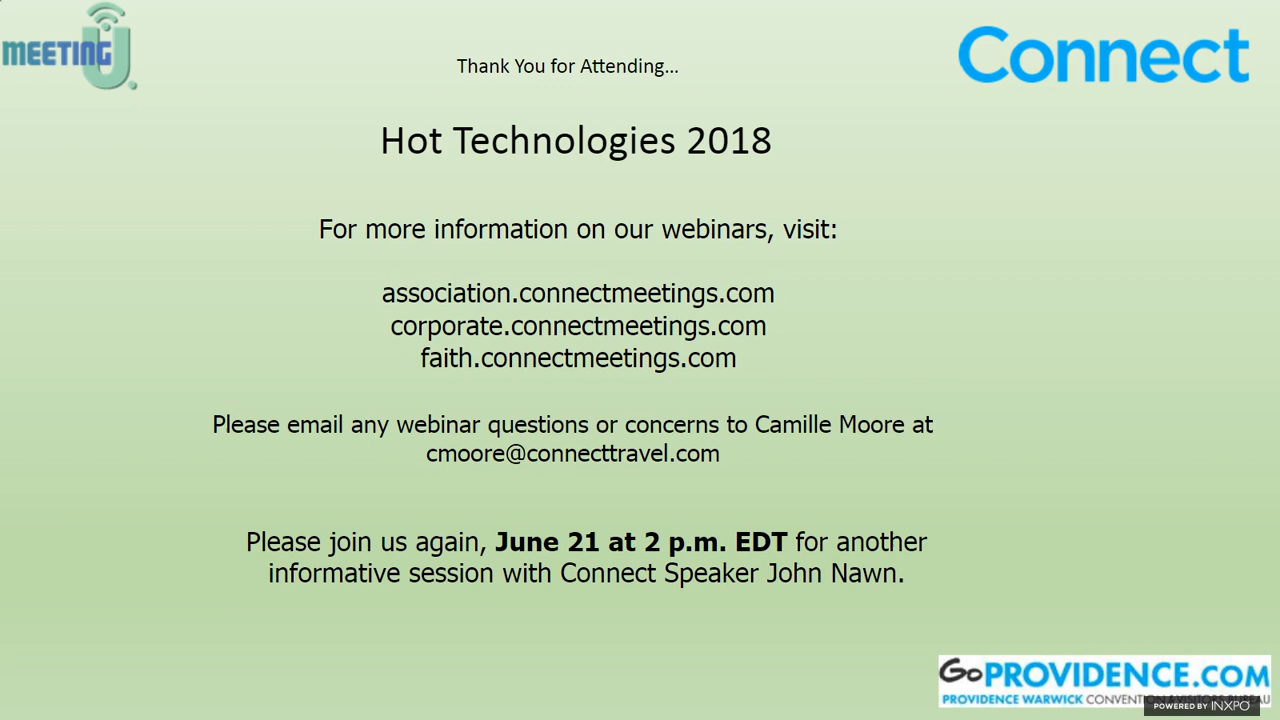 MEETING U
Connect
Thank You for Attending...
Hot Technologies 2018
For more information on our webinars, visit:
association.connectmeetings.com
corporate.connectmeetings.com
faith.connectmeetings.com
Please email any webinar questions or concerns to Camille Moore at
cmoore@connecttravel.com
Please join us again, June 21 at 2 p.m. EDT for another
informative session with Connect Speaker John Nawn.
GoPROVIDENCE.COM
PROVIDENCE WARWICK CONVENTION & VISITORS BUREAU
POWERED BY INXPO